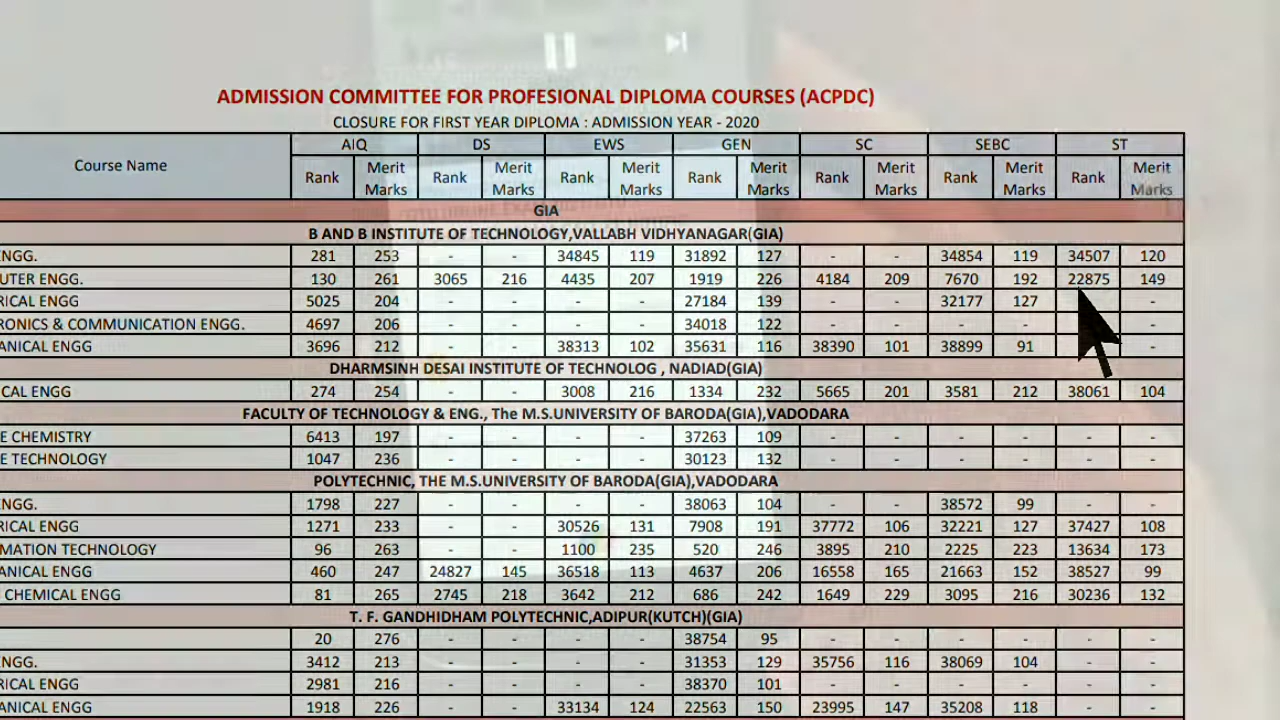 ADMISSION COMMITTEE FOR PROFESIONAL DIPLOMA COURSES (ACPDC)
CLOSURE FOR FIRST YEAR DIPLOMA : ADMISSION YEAR - 2020
Course Name AIQ DS EWS GEN SC SEBC ST
Rank Merit Marks Rank Merit Marks Rank Merit Marks Rank Merit Marks Rank Merit Marks Rank Merit Marks Rank Merit Marks
GIA
B AND B INSTITUTE OF TECHNOLOGY,VALLABH VIDHYANAGAR(GIA)
ENGG. 281 253 - - 34845 119 31892 127 - - 34854 119 34507 120
UTER ENGG. 130 261 3065 216 4435 207 1919 226 4184 209 7670 192 22875 149
RICAL ENGG 5025 204 - - - - 27184 139 - - 32177 127 -
RONICS & COMMUNICATION ENGG. 4697 206 - - - - 34018 122 - - - - -
ANICAL ENGG 3696 212 - - 38313 102 35631 116 38390 101 38899 91 -
DHARMSINH DESAI INSTITUTE OF TECHNOLOG , NADIAD(GIA)
CAL ENGG 274 254 - - 3008 216 1334 232 5665 201 3581 212 38061 104
FACULTY OF TECHNOLOGY & ENG., The M.S.UNIVERSITY OF BARODA(GIA),VADODARA
E CHEMISTRY 6413 197 - - - - 37263 109 - - - - - -
E TECHNOLOGY 1047 236 - - - - 30123 132 - - - - - -
POLYTECHNIC, THE M.S.UNIVERSITY OF BARODA(GIA),VADODARA
ENGG. 1798 227 - - - - 38063 104 - - 38572 99 - -
RICAL ENGG 1271 233 - - 30526 131 7908 191 37772 106 32221 127 37427 108
MATION TECHNOLOGY 96 263 - - 1100 235 520 246 3895 210 2225 223 13634 173
ANICAL ENGG 460 247 24827 145 36518 113 4637 206 16558 165 21663 152 38527 99
CHEMICAL ENGG 81 265 2745 218 3642 212 686 242 1649 229 3095 216 30236 132
T. F. GANDHIDHAM POLYTECHNIC,ADIPUR(KUTCH)(GIA)
20 276 - - - - 38754 95 - - - - - -
ENGG. 3412 213 - - - - 31353 129 35756 116 38069 104 - -
RICAL ENGG 2981 216 - - - - 38370 101 - - - - - -
ANICAL ENGG 1918 226 - - 33134 124 22563 150 23995 147 35208 118 - -